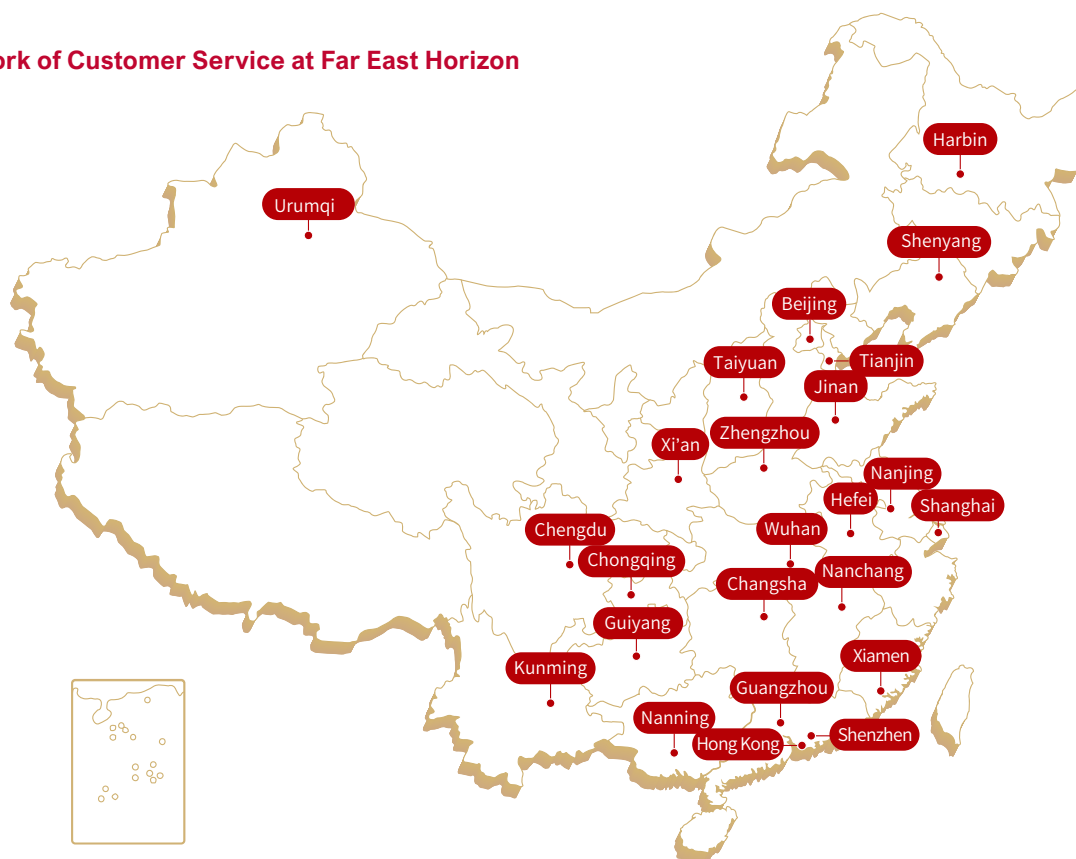 ork of Customer Service at Far East Horizon
Harbin
Urumqi
Shenyang
Beijing
Tianjin
Taiyuan
Jinan
Zhengzhou
Xi’an
Nanjing
Hefei
Shanghai
Chengdu
Wuhan
Chongqing
Nanchang
Changsha
Guiyang
Xiamen
Kunming
Guangzhou
Nanning
Shenzhen
Hong Kong